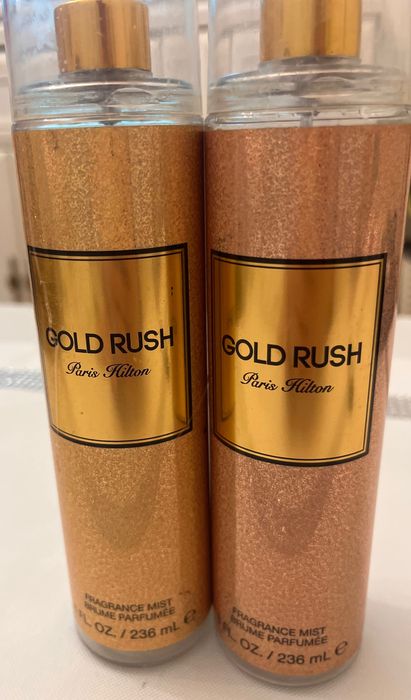 GOLD RUSH
Paris Hilton
FRAGRANCE MIST
BRUME PARFUMÉE
FL. OZ. / 236 mL ℮
GOLD RUSH
Paris Hilton
FRAGRANCE MIST
BRUME PARFUMÉE
FL. OZ. / 236 mL ℮